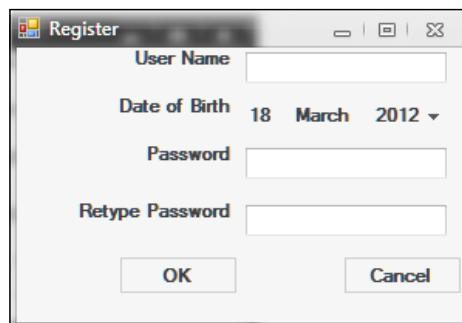 Register
User Name
Date of Birth 18 March 2012
Password
Retype Password
OK Cancel